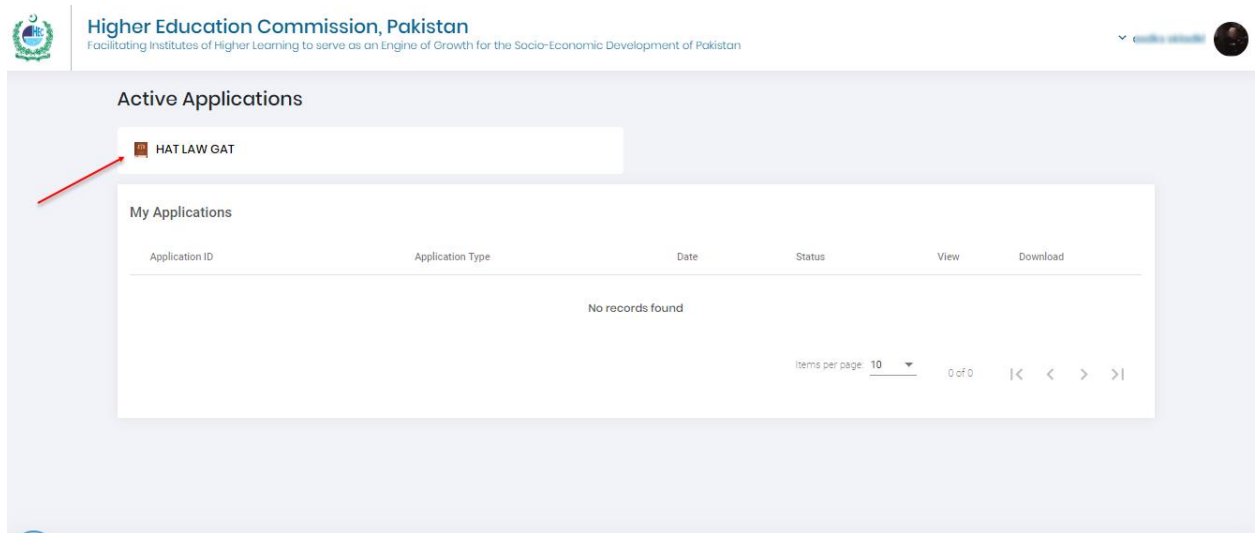 HEC
Higher Education Commission, Pakistan
Facilitating Institutes of Higher Learning to serve as an Engine of Growth for the Socio-Economic Development of Pakistan
Active Applications
HAT LAW GAT
My Applications
Application ID Application Type Date Status View Download
No records found
Items per page: 10 0 of 0